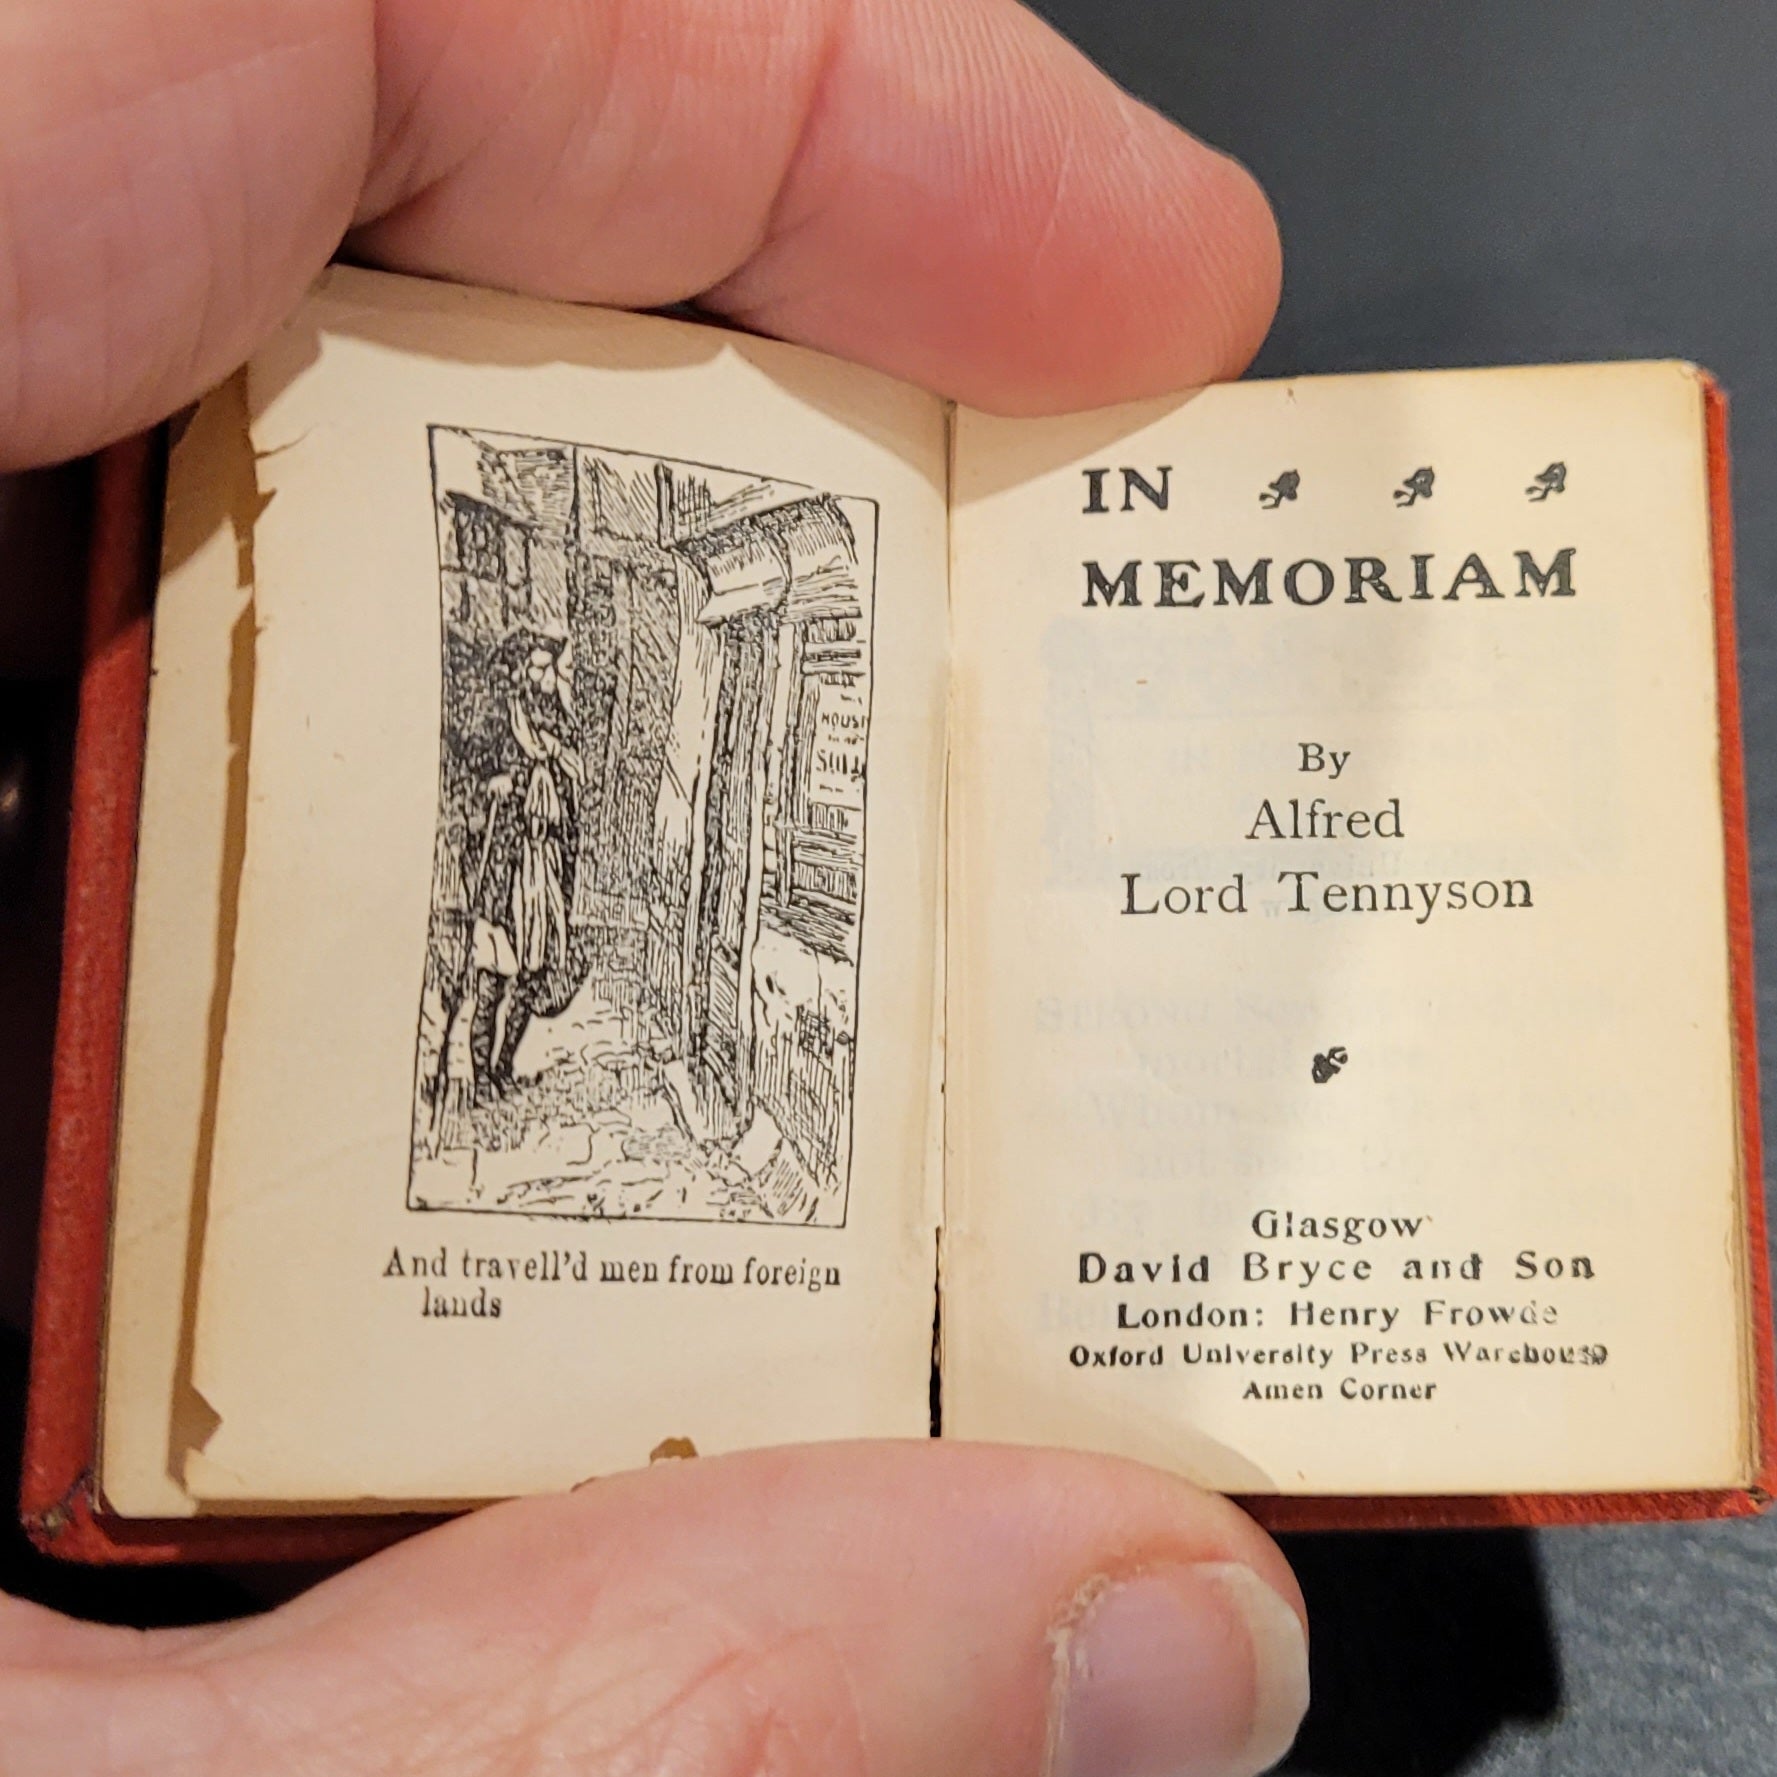 And travell'd men from foreign
lands
IN
MEMORIAM
By
Alfred
Lord Tennyson
Glasgow
David Bryce and Son
London: Henry Frowde
Oxford University Press Warehouse
Amen Corner